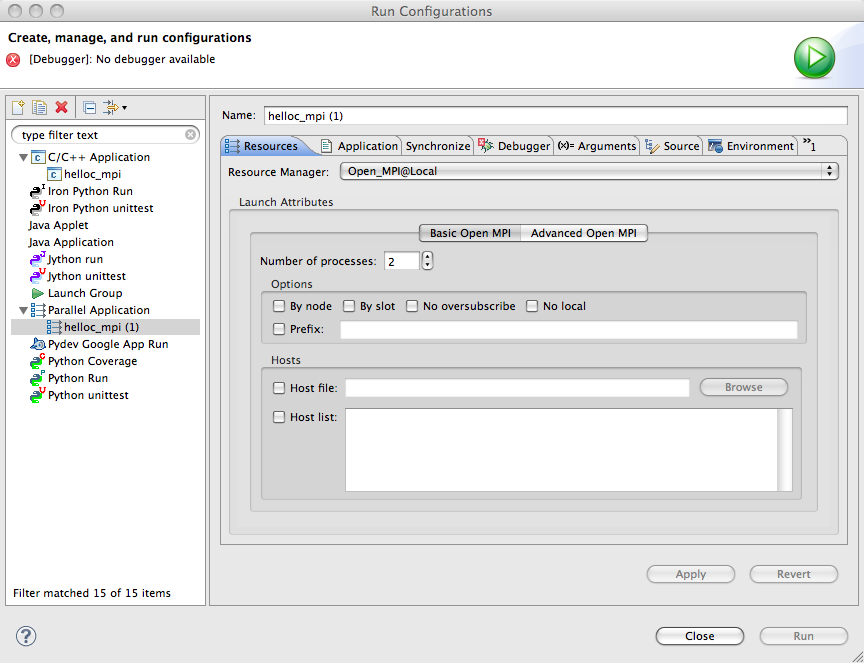 Run Configurations
Create, manage, and run configurations
[Debugger]: No debugger available
type filter text
C/C++ Application
helloc_mpi
Iron Python Run
Iron Python unittest
Java Applet
Java Application
Jython run
Jython unittest
Launch Group
Parallel Application
helloc_mpi (1)
Pydev Google App Run
Python Coverage
Python Run
Python unittest
Filter matched 15 of 15 items
Name: helloc_mpi (1)
Resources Application Synchronize Debugger (x)= Arguments Source Environment »1
Resource Manager: Open_MPI@Local
Launch Attributes
Basic Open MPI Advanced Open MPI
Number of processes: 2
Options
By node By slot No oversubscribe No local
Prefix:
Hosts
Host file: Browse
Host list:
Apply Revert
? Close Run